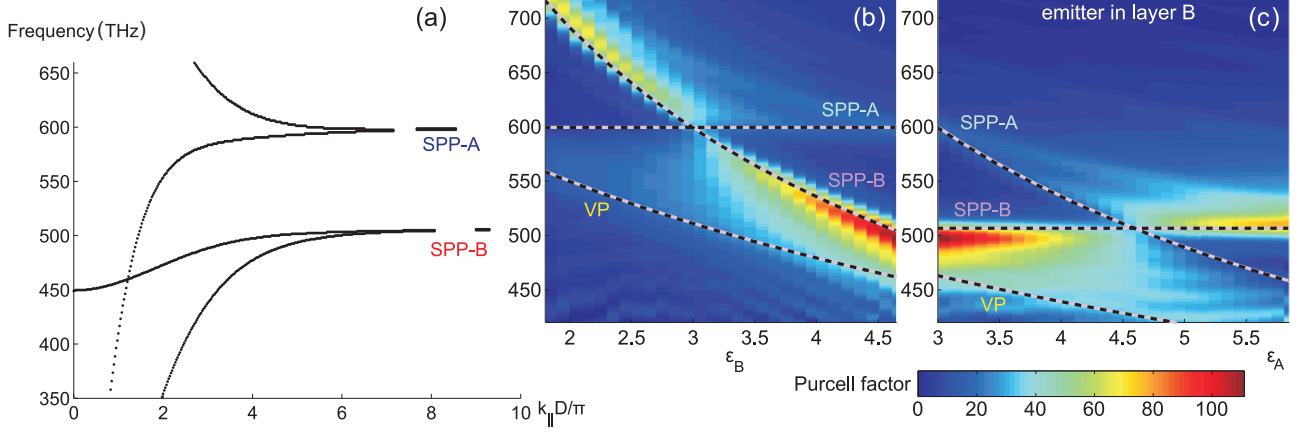 Frequency (THz)
(a)
650
600
550
500
450
400
350
0
2
4
6
8
10
k||D/π
SPP-A
SPP-B
(b)
700
650
600
550
500
450
2
2.5
3
3.5
4
4.5
εB
SPP-A
SPP-B
VP
emitter in layer B
(c)
700
650
600
550
500
450
3
3.5
4
4.5
5
5.5
εA
SPP-A
SPP-B
VP
Purcell factor
0
20
40
60
80
100